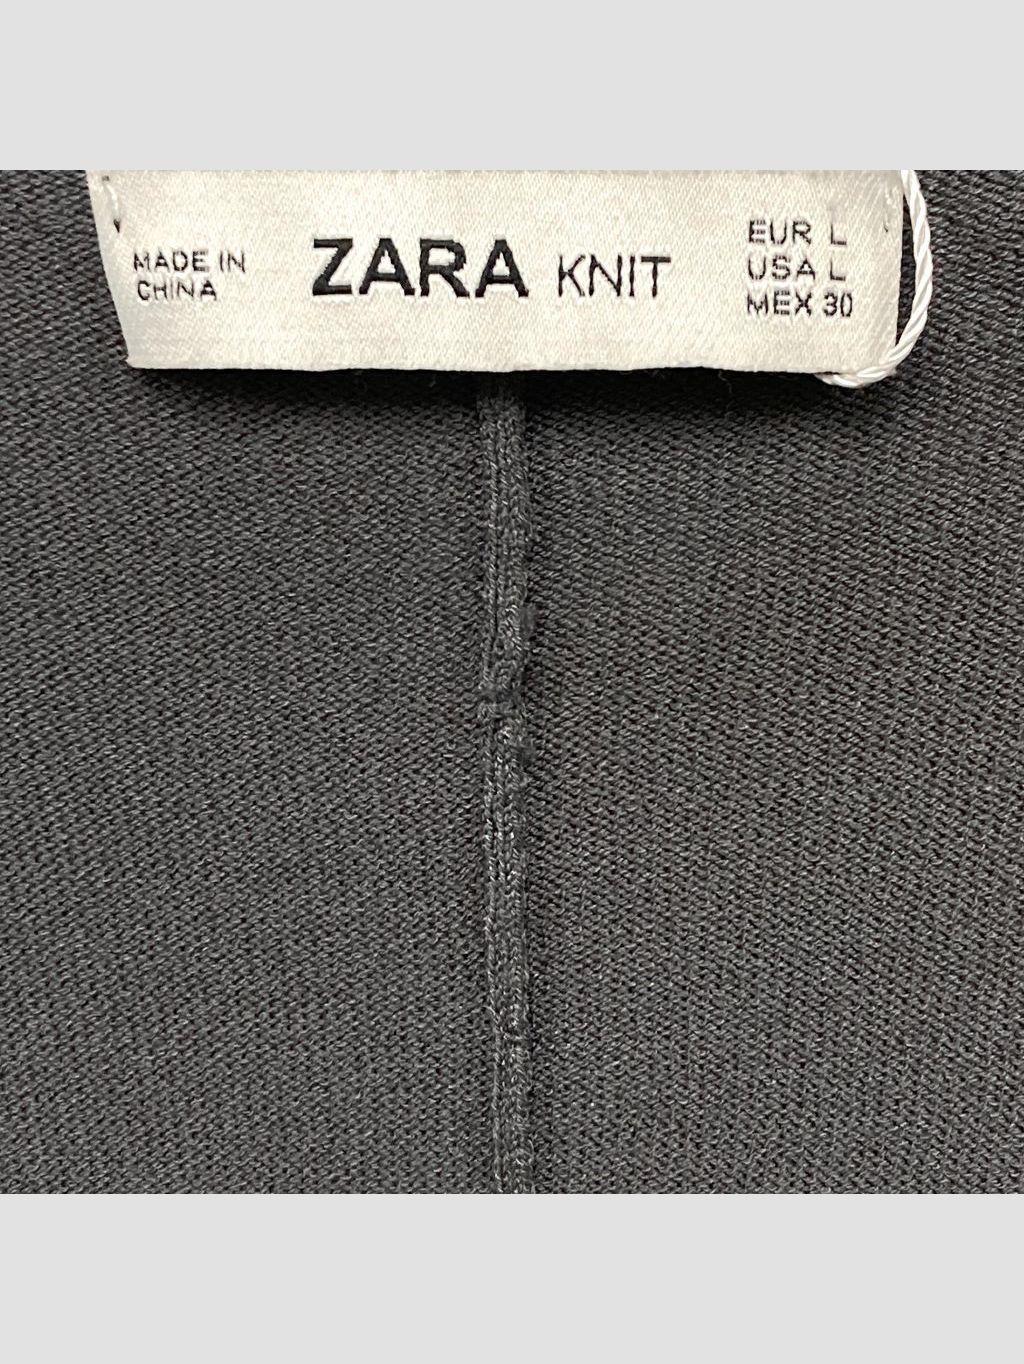 MADE IN
CHINA
ZARA KNIT
EUR L
USA L
MEX 30